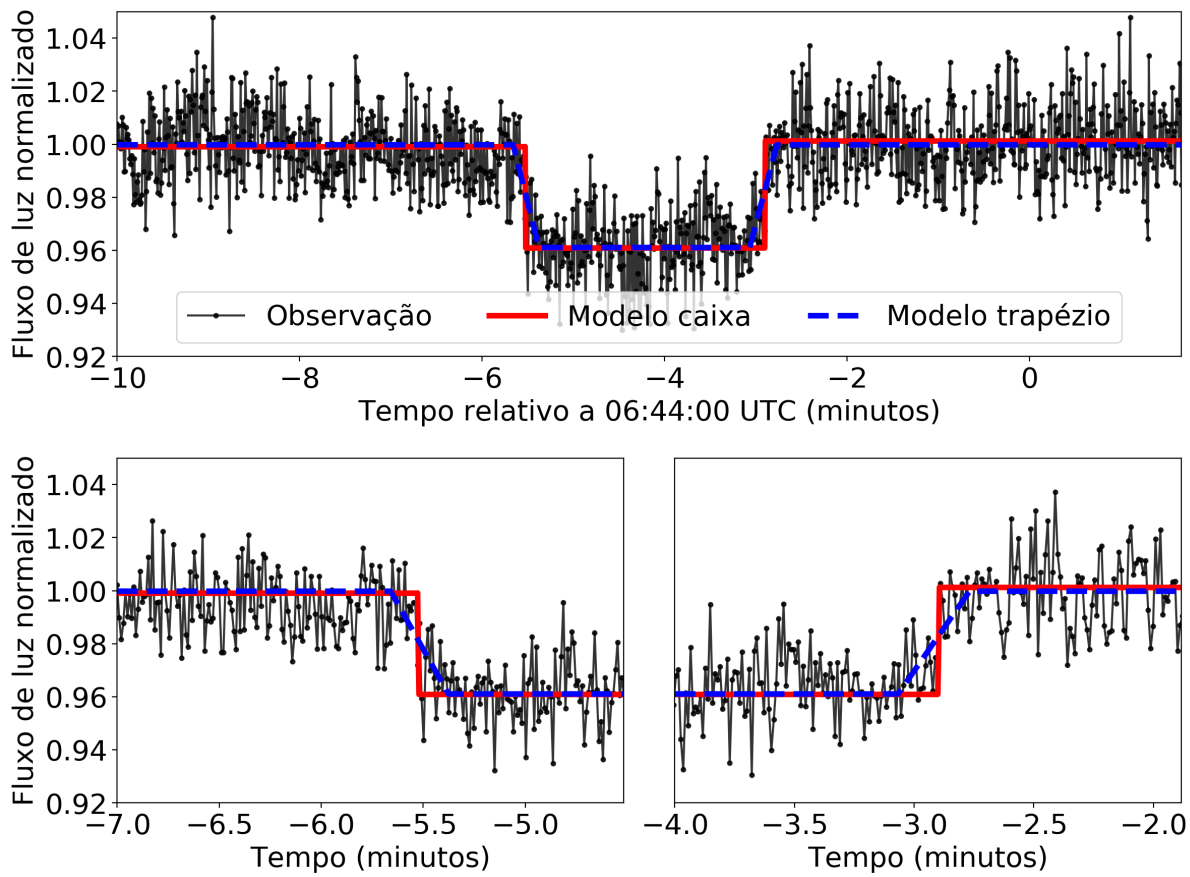 Fluxo de luz normalizado
1.04
1.02
1.00
0.98
0.96
0.94
0.92
Observação
Modelo caixa
Modelo trapézio
−10 −8 −6 −4 −2 0
Tempo relativo a 06:44:00 UTC (minutos)
Fluxo de luz normalizado
1.04
1.02
1.00
0.98
0.96
0.94
0.92
−7.0 −6.5 −6.0 −5.5 −5.0
Tempo (minutos)
−4.0 −3.5 −3.0 −2.5 −2.0
Tempo (minutos)